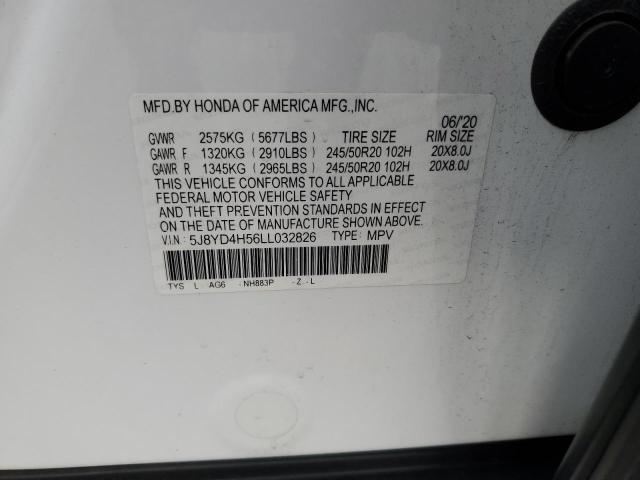 MFD.BY HONDA OF AMERICA MFG.,INC.
06/'20
GVWR 2575KG (5677LBS) TIRE SIZE RIM SIZE
GAWR F 1320KG (2910LBS) 245/50R20 102H 20X8.0J
GAWR R 1345KG (2965LBS) 245/50R20 102H 20X8.0J
THIS VEHICLE CONFORMS TO ALL APPLICABLE
FEDERAL MOTOR VEHICLE SAFETY
AND THEFT PREVENTION STANDARDS IN EFFECT
ON THE DATE OF MANUFACTURE SHOWN ABOVE.
V.I.N: 5J8YD4H56LL032826 TYPE: MPV
TYS L AG6 -NH883P -Z -L